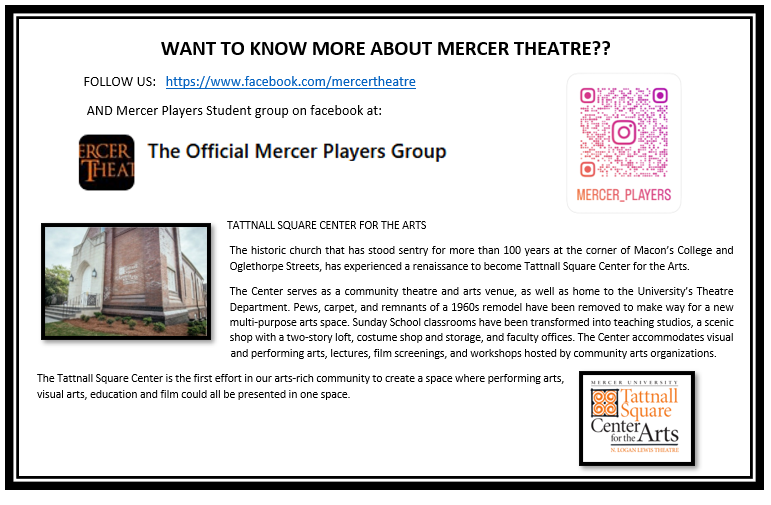 WANT TO KNOW MORE ABOUT MERCER THEATRE??
FOLLOW US: https://www.facebook.com/mercertheatre
AND Mercer Players Student group on facebook at:
ERCER
THEAT
The Official Mercer Players Group
MERCER_PLAYERS
TATTNALL SQUARE CENTER FOR THE ARTS
The historic church that has stood sentry for more than 100 years at the corner of Macon's College and
Oglethorpe Streets, has experienced a renaissance to become Tattnall Square Center for the Arts.
The Center serves as a community theatre and arts venue, as well as home to the University's Theatre
Department. Pews, carpet, and remnants of a 1960s remodel have been removed to make way for a new
multi-purpose arts space. Sunday School classrooms have been transformed into teaching studios, a scenic
shop with a two-story loft, costume shop and storage, and faculty offices. The Center accommodates visual
and performing arts, lectures, film screenings, and workshops hosted by community arts organizations.
The Tattnall Square Center is the first effort in our arts-rich community to create a space where performing arts,
visual arts, education and film could all be presented in one space.
MERCER UNIVERSITY
Tattnall
Square
Center
for the Arts
N. LOGAN LEWIS THEATRE